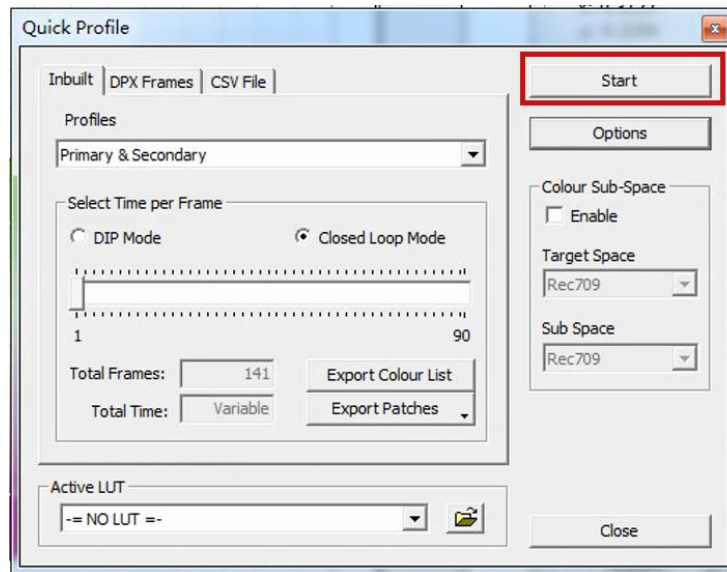 Quick Profile
Inbuilt DPX Frames CSV File
Profiles
Primary & Secondary
Select Time per Frame
DIP Mode Closed Loop Mode
1 90
Total Frames: 141 Export Colour List
Total Time: Variable Export Patches
Active LUT
-= NO LUT =-
Start
Options
Colour Sub-Space
Enable
Target Space
Rec709
Sub Space
Rec709
Close